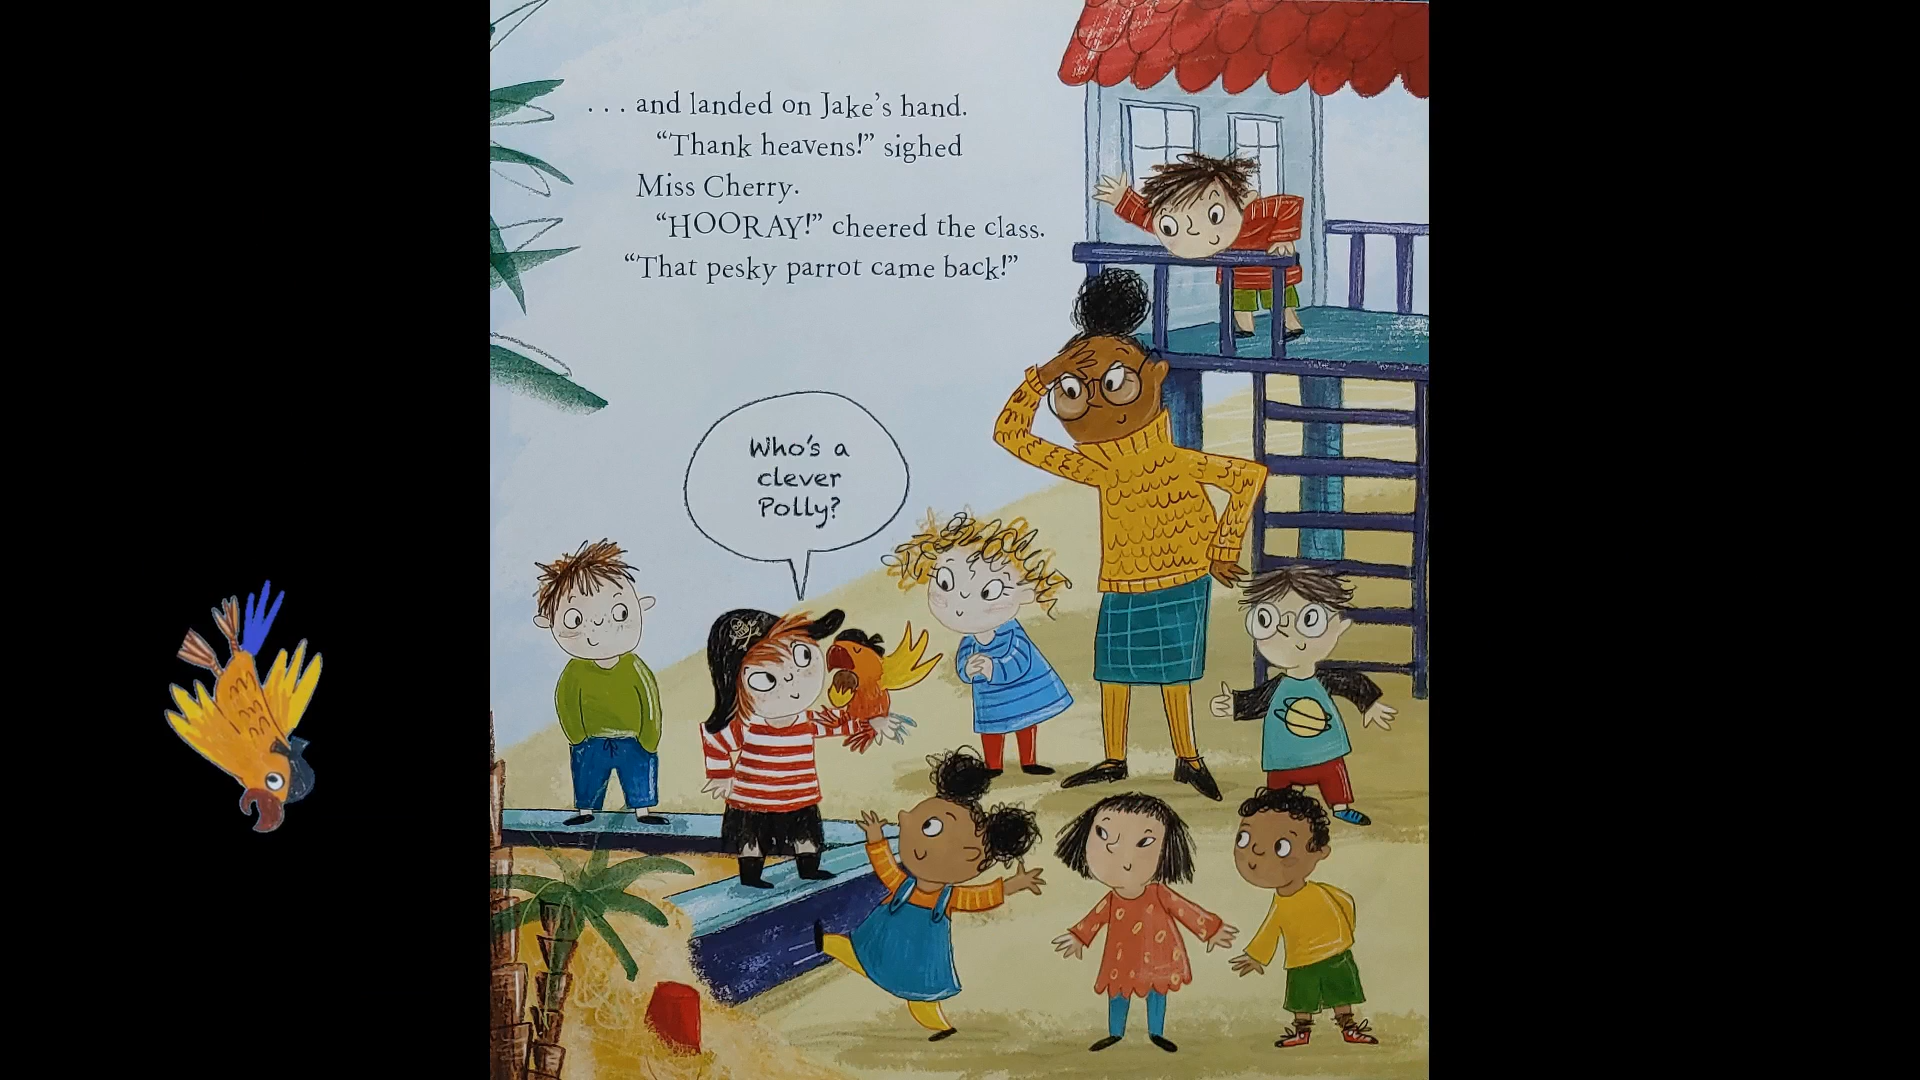 . . . and landed on Jake's hand.
“Thank heavens!” sighed
Miss Cherry.
“HOORAY!” cheered the class.
“That pesky parrot came back!”
Who's a
clever
Polly?